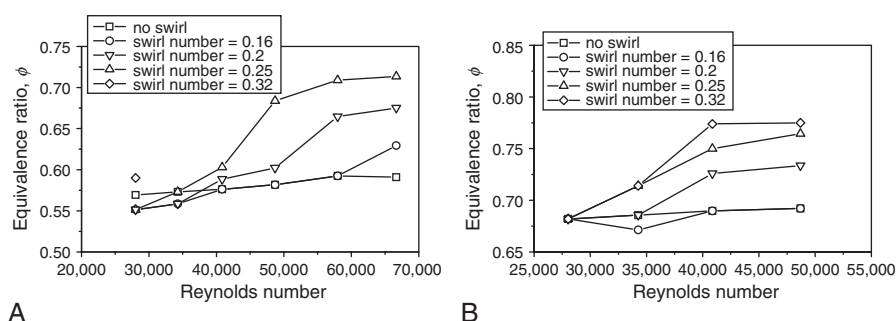 no swirl
swirl number = 0.16
swirl number = 0.2
swirl number = 0.25
swirl number = 0.32
Equivalence ratio, ϕ
0.75
0.70
0.65
0.60
0.55
0.50
20,000 30,000 40,000 50,000 60,000 70,000
Reynolds number
A
no swirl
swirl number = 0.16
swirl number = 0.2
swirl number = 0.25
swirl number = 0.32
Equivalence ratio, ϕ
0.85
0.80
0.75
0.70
0.65
25,000 30,000 35,000 40,000 45,000 50,000 55,000
Reynolds number
B